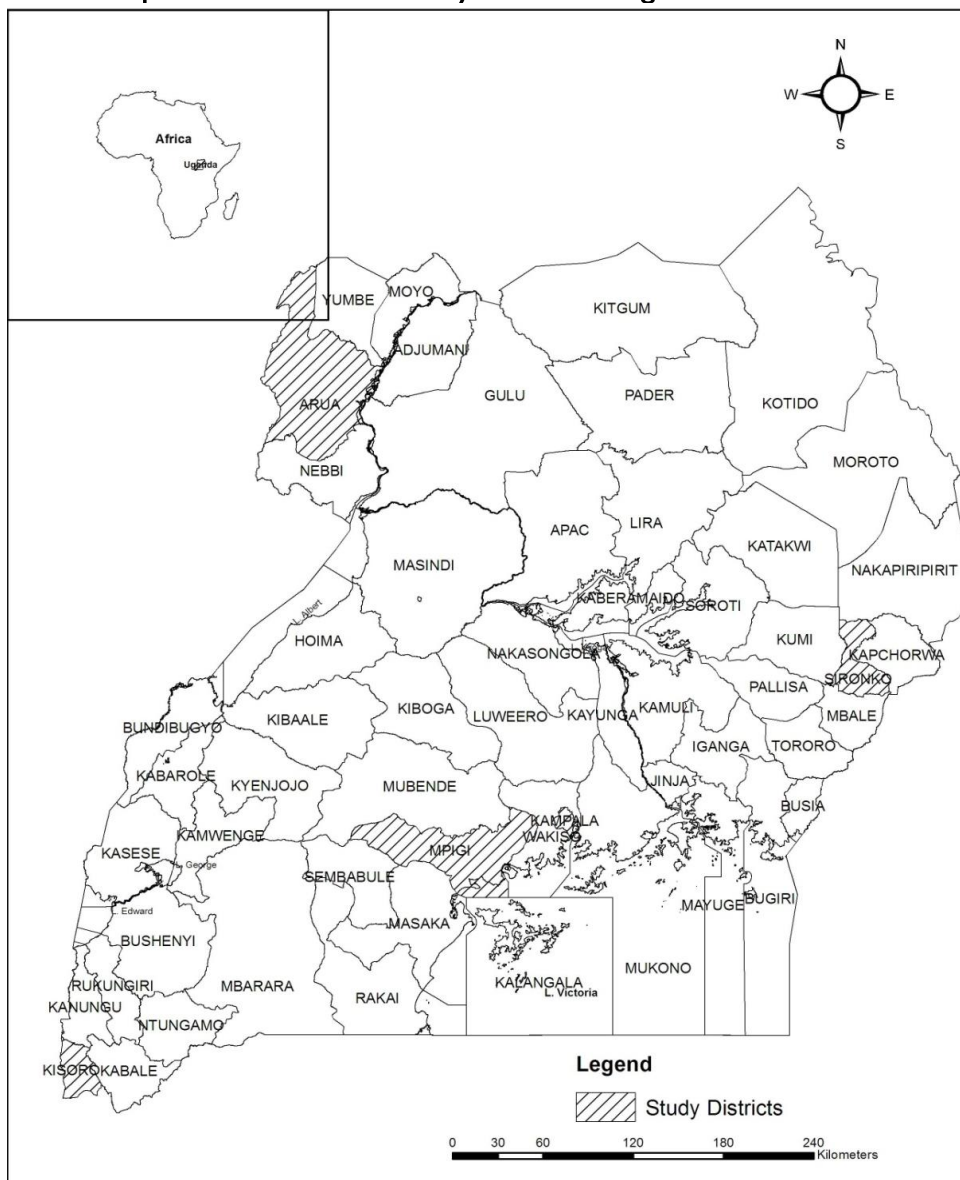 N
W E
S
Africa
Uganda
YUMBE
MOYO
KITGUM
ADJUMANI
ARUA
GULU
PADER
KOTIDO
NEBBI
MOROTO
APAC
LIRA
KATAKWI
MASINDI
NAKAPIRIPIRIT
KABERAMAIDO
SOROTI
L. Albert
HOIMA
KUMI
NAKASONGOLA
KAPCHORWA
SIRONKO
PALLISA
KIBOGA
LUWEERO
KAYUNGA
KAMULI
MBALE
BUNDIBUGYO
KIBAALE
IGANGA
TORORO
KABAROLE
KYENJOJO
MUBENDE
JINJA
BUSIA
KAMPALA
WAKISO
KAMWENGE
MPIGI
KASESE
George
SEMBABULE
MAYUGE
BUGIRI
L. Edward
MASAKA
BUSHENYI
MUKONO
RUKUNGIRI
MBARARA
KALANGALA
L. Victoria
KANUNGU
RAKAI
NTUNGAMO
KISORO
KABALE
Legend
Study Districts
0 30 60 120 180 240
Kilometers